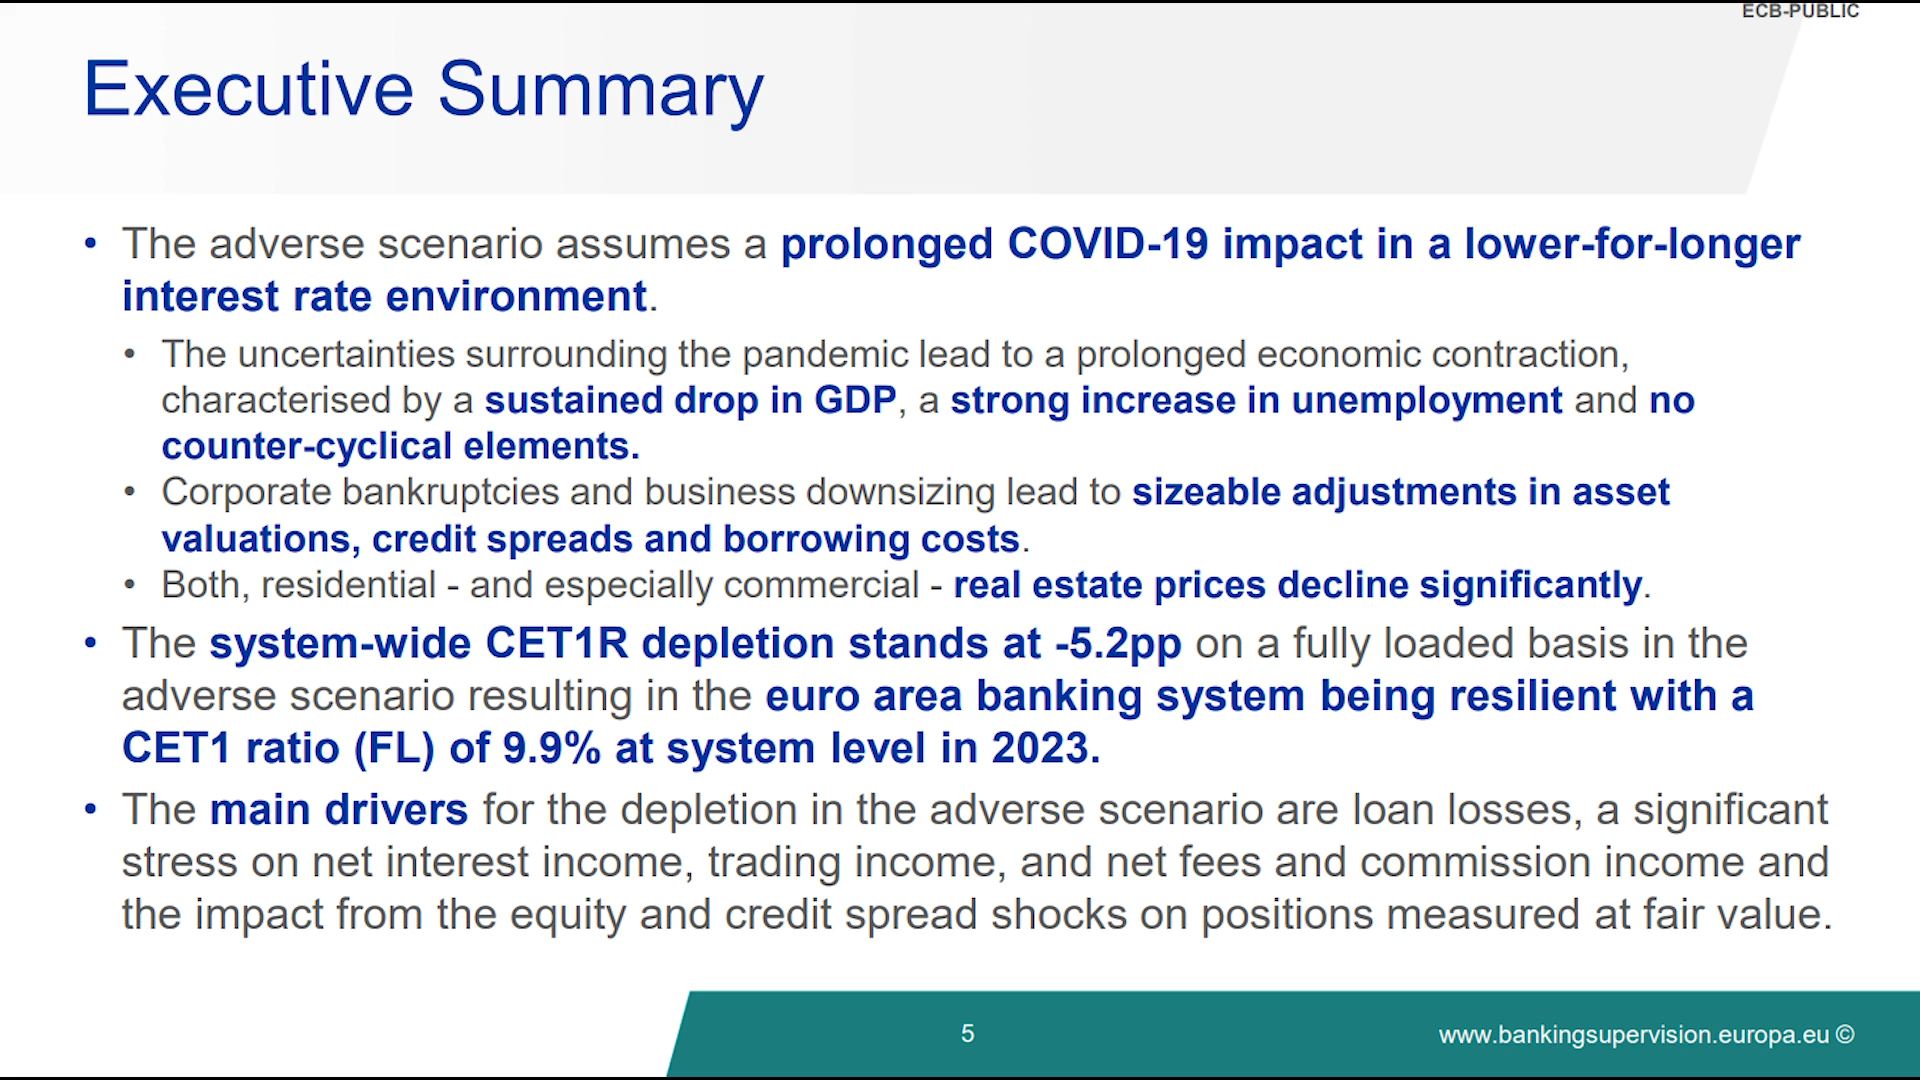 ECB-PUBLIC
Executive Summary
• The adverse scenario assumes a prolonged COVID-19 impact in a lower-for-longer
interest rate environment.
• The uncertainties surrounding the pandemic lead to a prolonged economic contraction,
characterised by a sustained drop in GDP, a strong increase in unemployment and no
counter-cyclical elements.
• Corporate bankruptcies and business downsizing lead to sizeable adjustments in asset
valuations, credit spreads and borrowing costs.
• Both, residential - and especially commercial - real estate prices decline significantly.
• The system-wide CET1R depletion stands at -5.2pp on a fully loaded basis in the
adverse scenario resulting in the euro area banking system being resilient with a
CET1 ratio (FL) of 9.9% at system level in 2023.
• The main drivers for the depletion in the adverse scenario are loan losses, a significant
stress on net interest income, trading income, and net fees and commission income and
the impact from the equity and credit spread shocks on positions measured at fair value.
5
www.bankingsupervision.europa.eu ©